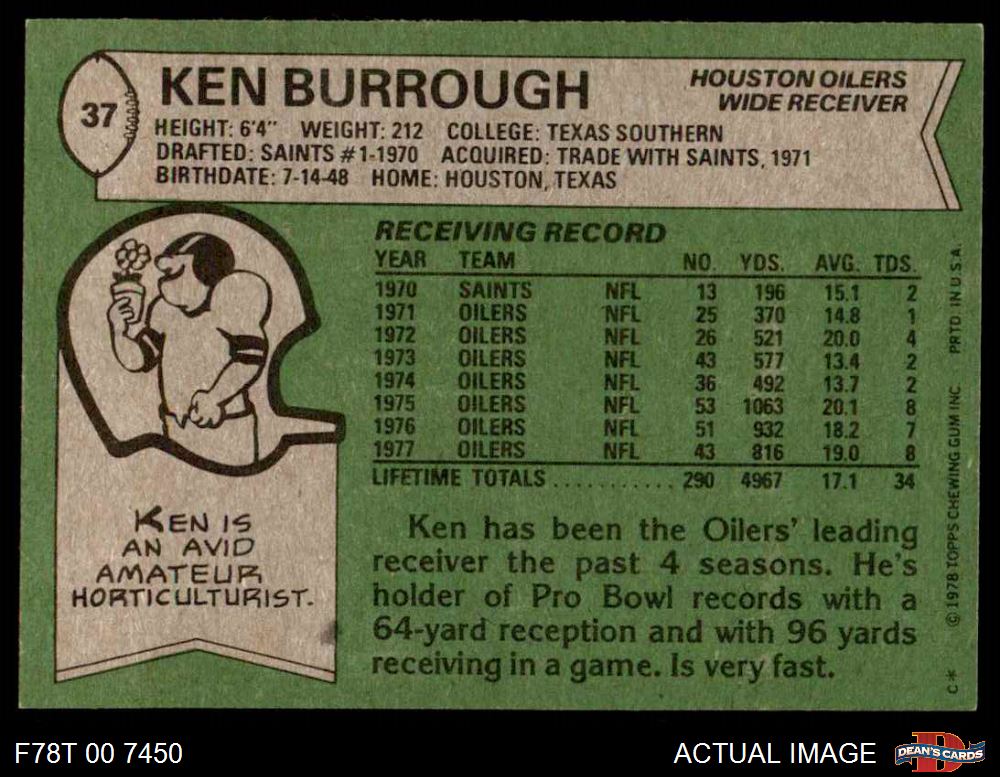 37
KEN BURROUGH
HOUSTON OILERS
WIDE RECEIVER
HEIGHT: 6'4" WEIGHT: 212 COLLEGE: TEXAS SOUTHERN
DRAFTED: SAINTS #1-1970 ACQUIRED: TRADE WITH SAINTS, 1971
BIRTHDATE: 7-14-48 HOME: HOUSTON, TEXAS
RECEIVING RECORD
YEAR TEAM NO. YDS. AVG. TDS.
1970 SAINTS NFL 13 196 15.1 2
1971 OILERS NFL 25 370 14.8 1
1972 OILERS NFL 26 521 20.0 4
1973 OILERS NFL 43 577 13.4 2
1974 OILERS NFL 36 492 13.7 2
1975 OILERS NFL 53 1063 20.1 8
1976 OILERS NFL 51 932 18.2 7
1977 OILERS NFL 43 816 19.0 8
LIFETIME TOTALS ........... 290 4967 17.1 34
KEN IS
AN AVID
AMATEUR
HORTICULTURIST.
Ken has been the Oilers' leading
receiver the past 4 seasons. He's
holder of Pro Bowl records with a
64-yard reception and with 96 yards
receiving in a game. Is very fast.
C* © 1978 TOPPS CHEWING GUM INC. PRTD. IN U.S.A.
F78T 00 7450
ACTUAL IMAGE
D
DEAN'S CARDS